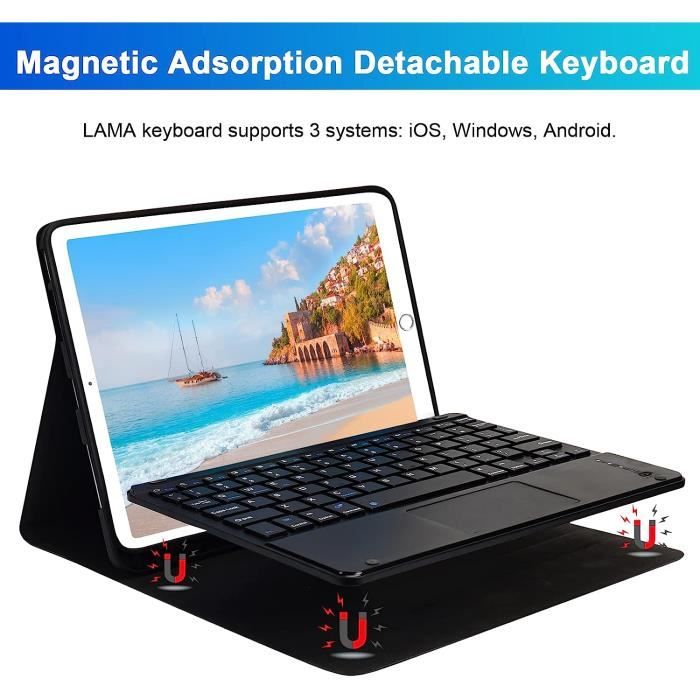 Magnetic Adsorption Detachable Keyboard
LAMA keyboard supports 3 systems: iOS, Windows, Android.